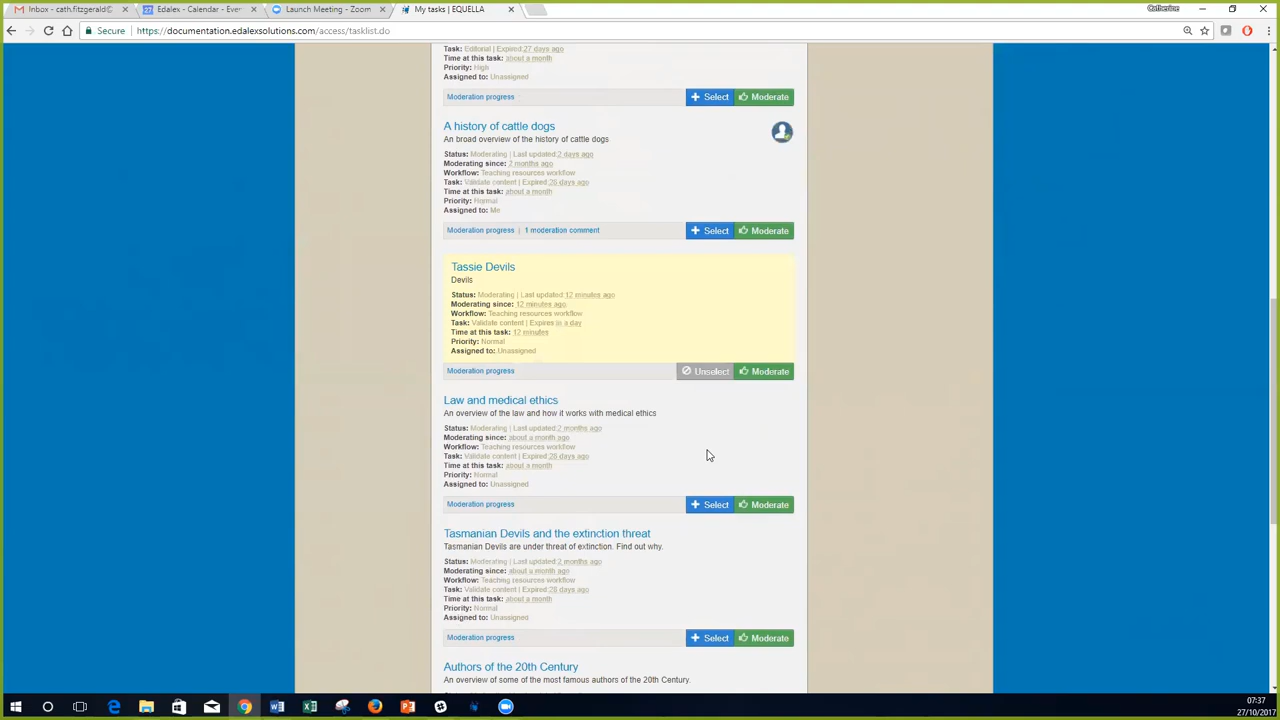 Inbox - cath.fitzgerald@
Edalex - Calendar - Even
Launch Meeting - Zoom
My tasks | EQUELLA
Catherine
Secure
https://documentation.edalexsolutions.com/access/tasklist.do
Task: Editorial | Expired: 27 days ago
Time at this task: about a month
Priority: High
Assigned to: Unassigned
Moderation progress
Select
Moderate
A history of cattle dogs
An broad overview of the history of cattle dogs
Status: Moderating | Last updated: 2 days ago
Moderating since: 2 months ago
Workflow: Teaching resources workflow
Task: Validate content | Expired: 26 days ago
Time at this task: about a month
Priority: Normal
Assigned to: Me
Moderation progress | 1 moderation comment
Select
Moderate
Tassie Devils
Devils
Status: Moderating | Last updated: 12 minutes ago
Moderating since: 12 minutes ago
Workflow: Teaching resources workflow
Task: Validate content | Expires in a day
Time at this task: 12 minutes
Priority: Normal
Assigned to: Unassigned
Moderation progress
Unselect
Moderate
Law and medical ethics
An overview of the law and how it works with medical ethics
Status: Moderating | Last updated: 2 months ago
Moderating since: about a month ago
Workflow: Teaching resources workflow
Task: Validate content | Expired: 28 days ago
Time at this task: about a month
Priority: Normal
Assigned to: Unassigned
Moderation progress
Select
Moderate
Tasmanian Devils and the extinction threat
Tasmanian Devils are under threat of extinction. Find out why.
Status: Moderating | Last updated: 2 months ago
Moderating since: about a month ago
Workflow: Teaching resources workflow
Task: Validate content | Expired: 28 days ago
Time at this task: about a month
Priority: Normal
Assigned to: Unassigned
Moderation progress
Select
Moderate
Authors of the 20th Century
An overview of some of the most famous authors of the 20th Century.
07:37
27/10/2017